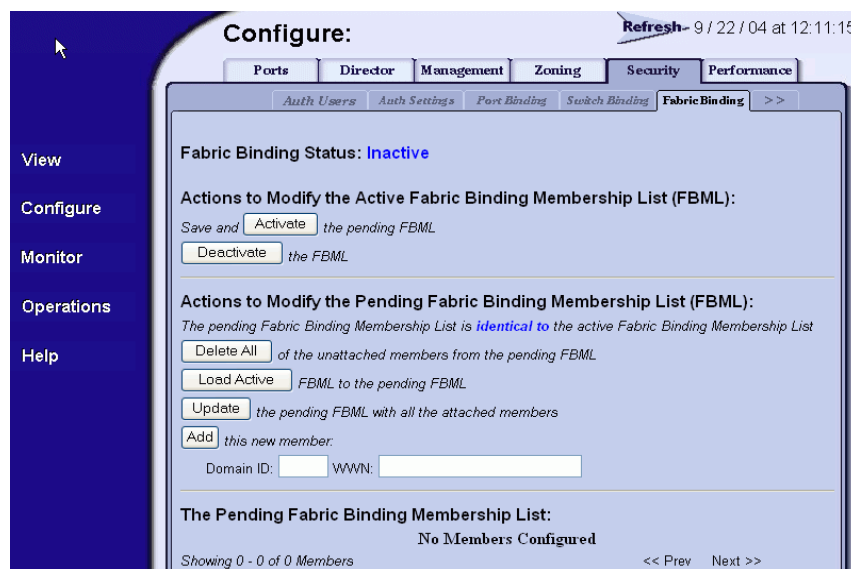 Configure:
Refresh- 9 / 22 / 04 at 12:11:15
Ports Director Management Zoning Security Performance
Auth Users Auth Settings Port Binding Switch Binding Fabric Binding >>
View
Configure
Monitor
Operations
Help
Fabric Binding Status: Inactive
Actions to Modify the Active Fabric Binding Membership List (FBML):
Save and Activate the pending FBML
Deactivate the FBML
Actions to Modify the Pending Fabric Binding Membership List (FBML):
The pending Fabric Binding Membership List is identical to the active Fabric Binding Membership List
Delete All of the unattached members from the pending FBML
Load Active FBML to the pending FBML
Update the pending FBML with all the attached members
Add this new member:
Domain ID: WWN:
The Pending Fabric Binding Membership List:
No Members Configured
Showing 0 - 0 of 0 Members << Prev Next >>